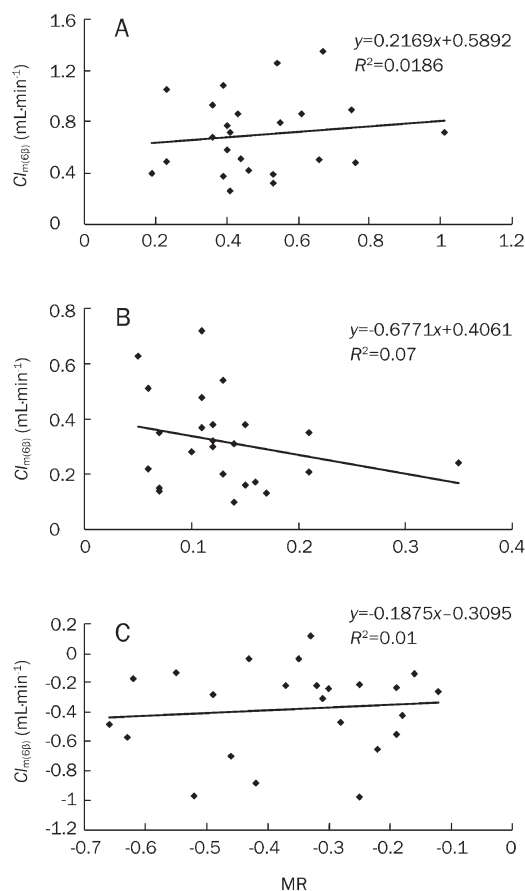 A
y=0.2169x+0.5892
R²=0.0186
Cl_m(6β) (mL·min⁻¹)
1.6
1.2
0.8
0.4
0
0 0.2 0.4 0.6 0.8 1 1.2
B
y=-0.6771x+0.4061
R²=0.07
Cl_m(6β) (mL·min⁻¹)
0.8
0.6
0.4
0.2
0
0 0.1 0.2 0.3 0.4
C
y=-0.1875x–0.3095
R²=0.01
Cl_m(6β) (mL·min⁻¹)
0.2
0
-0.2
-0.4
-0.6
-0.8
-1
-1.2
-0.7 -0.6 -0.5 -0.4 -0.3 -0.2 -0.1 0
MR